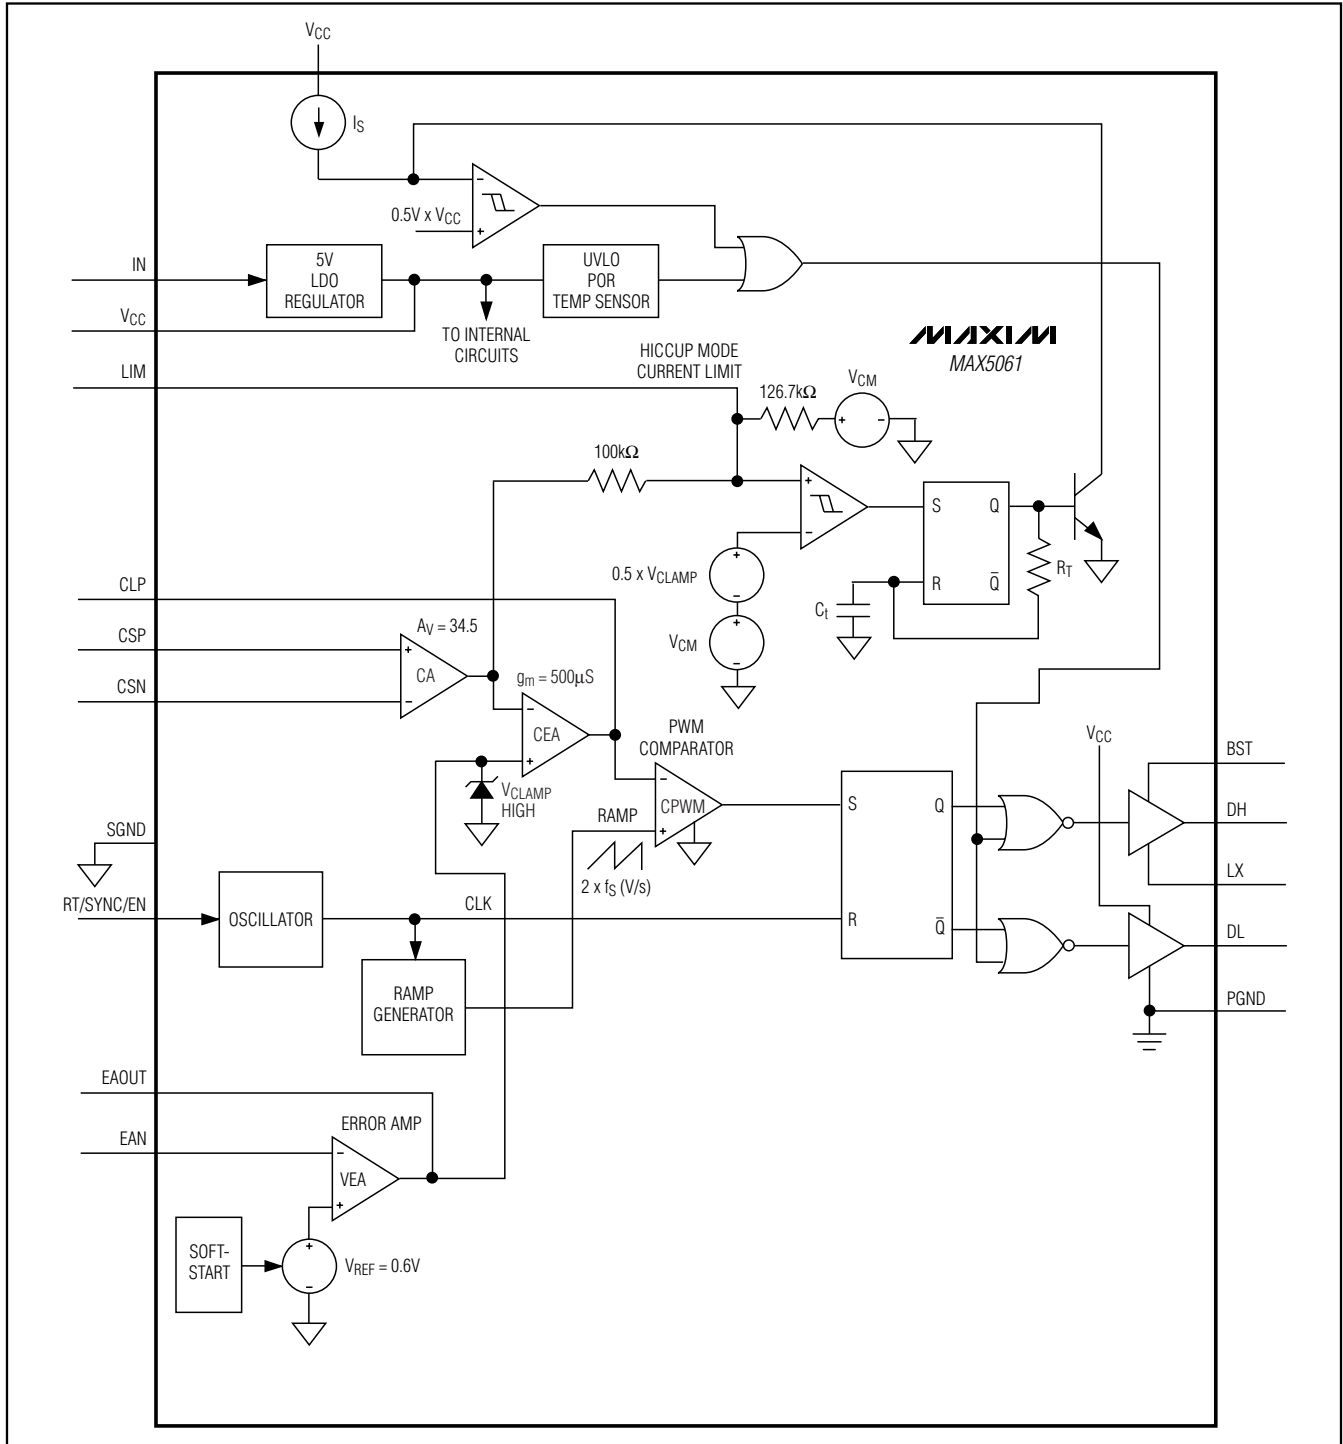 VCC
IS
−
0.5V x VCC
+
IN
5V
LDO
REGULATOR
UVLO
POR
TEMP SENSOR
VCC
TO INTERNAL
CIRCUITS
MAXIM
MAX5061
HICCUP MODE
CURRENT LIMIT
LIM
126.7kΩ
VCM
+ −
100kΩ
+
−
S
Q
R
Q̄
RT
Ct
0.5 x VCLAMP
+
−
VCM
+
−
CLP
CSP
AV = 34.5
+
CA
−
CSN
gm = 500µS
−
CEA
+
VCLAMP
HIGH
PWM
COMPARATOR
−
CPWM
+
RAMP
2 x fS (V/s)
VCC
S
Q
R
Q̄
BST
DH
LX
DL
PGND
SGND
RT/SYNC/EN
OSCILLATOR
CLK
RAMP
GENERATOR
EAOUT
ERROR AMP
EAN
−
VEA
+
SOFT-
START
+
−
VREF = 0.6V